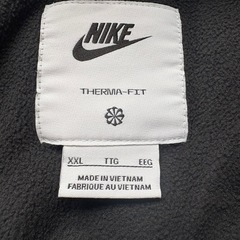 NIKE
THERMA-FIT
XXL TTG EEG
MADE IN VIETNAM
FABRIQUÉ AU VIETNAM